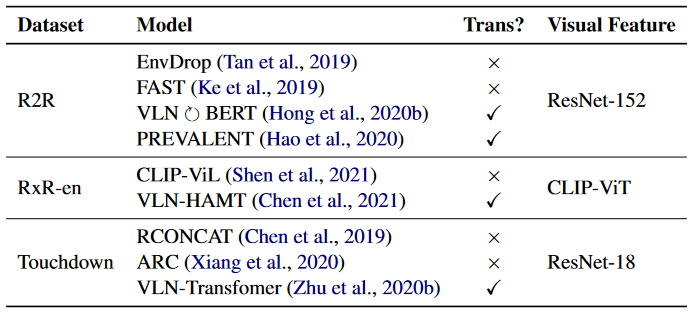 Dataset Model Trans? Visual Feature
EnvDrop (Tan et al., 2019) ×
FAST (Ke et al., 2019) ×
R2R ResNet-152
VLN ↻ BERT (Hong et al., 2020b) ✓
PREVALENT (Hao et al., 2020) ✓
CLIP-ViL (Shen et al., 2021) ×
RxR-en CLIP-ViT
VLN-HAMT (Chen et al., 2021) ✓
RCONCAT (Chen et al., 2019) ×
Touchdown ARC (Xiang et al., 2020) × ResNet-18
VLN-Transfomer (Zhu et al., 2020b) ✓